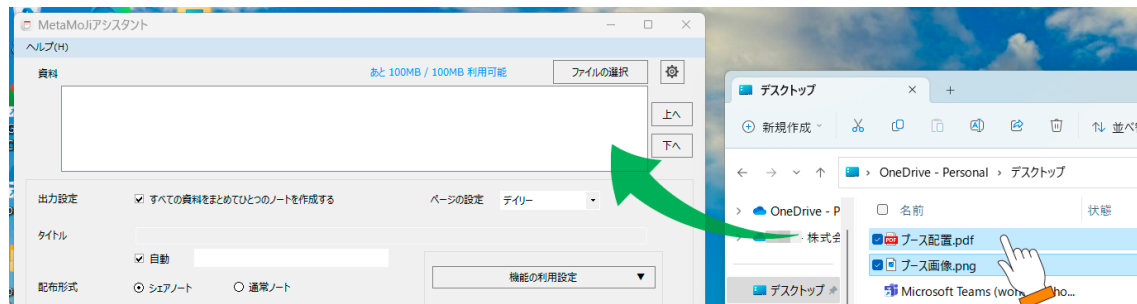 MetaMoJiアシスタント
ヘルプ(H)
資料
あと 100MB / 100MB 利用可能
ファイルの選択
上へ
下へ
出力設定
すべての資料をまとめてひとつのノートを作成する
ページの設定
デイリー
タイトル
自動
機能の利用設定
配布形式
シェアノート
通常ノート
デスクトップ
新規作成
並べ
OneDrive - Personal
デスクトップ
OneDrive - P
株式会
デスクトップ
名前
状態
ブース配置.pdf
ブース画像.png
Microsoft Teams (wor